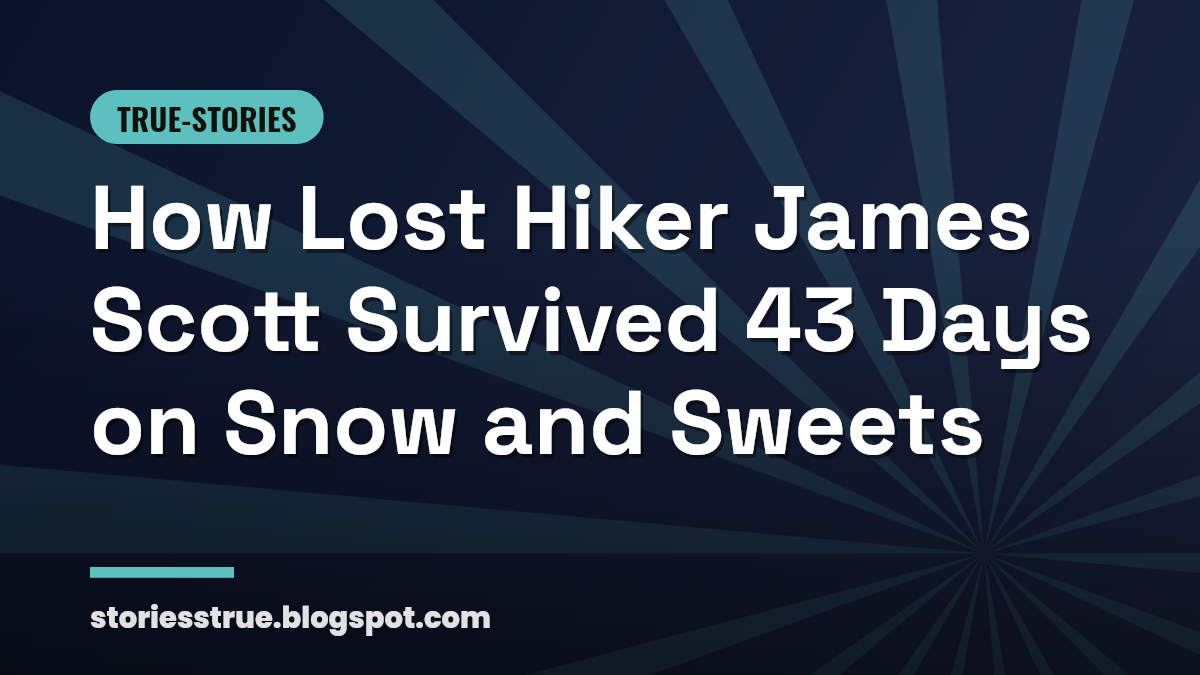 TRUE-STORIES
How Lost Hiker James
Scott Survived 43 Days
on Snow and Sweets
storiesstrue.blogspot.com